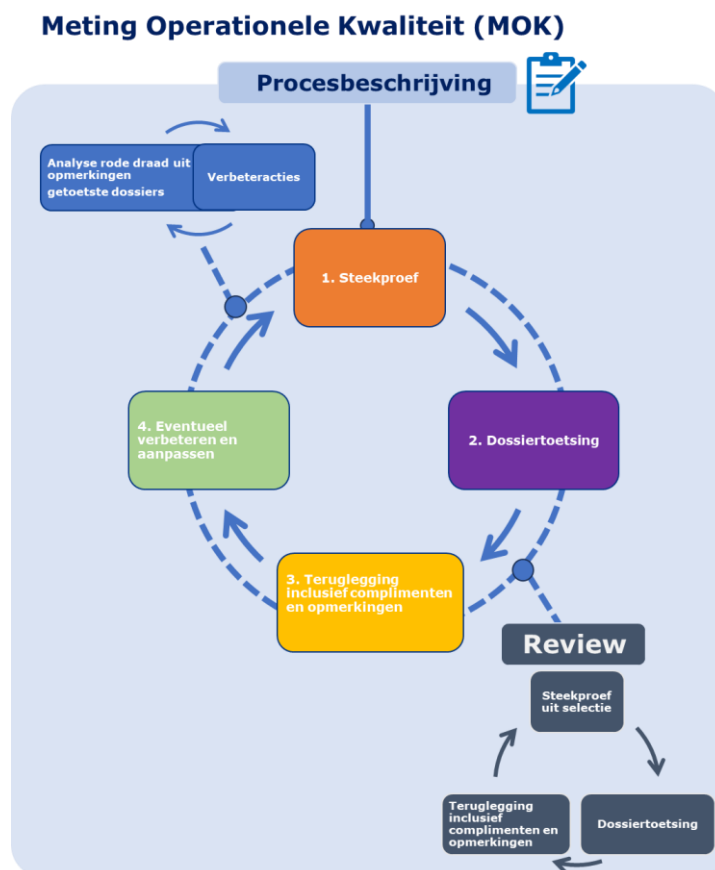 Meting Operationele Kwaliteit (MOK)
Procesbeschrijving
Analyse rode draad uit
opmerkingen
getoetste dossiers
Verbeteracties
1. Steekproef
2. Dossiertoetsing
3. Teruglegging
inclusief complimenten
en opmerkingen
4. Eventueel
verbeteren en
aanpassen
Review
Steekproef
uit selectie
Dossiertoetsing
Teruglegging
inclusief
complimenten en
opmerkingen